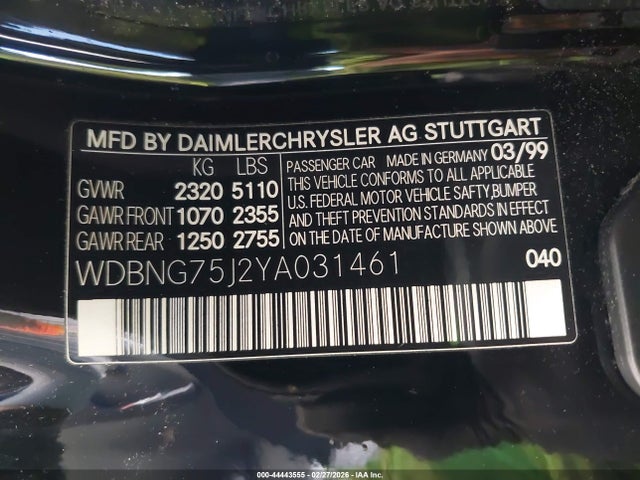 MFD BY DAIMLERCHRYSLER AG STUTTGART
KG LBS
GVWR 2320 5110
GAWR FRONT 1070 2355
GAWR REAR 1250 2755
PASSENGER CAR MADE IN GERMANY 03/99
THIS VEHICLE CONFORMS TO ALL APPLICABLE
U.S. FEDERAL MOTOR VEHICLE SAFTY,BUMPER
AND THEFT PREVENTION STANDARDS IN EFFECT
ON THE DATE OF MANUFACTURE SHOWN ABOVE
WDBNG75J2YA031461 040
000-44443555 - 02/27/2026 - IAA Inc.